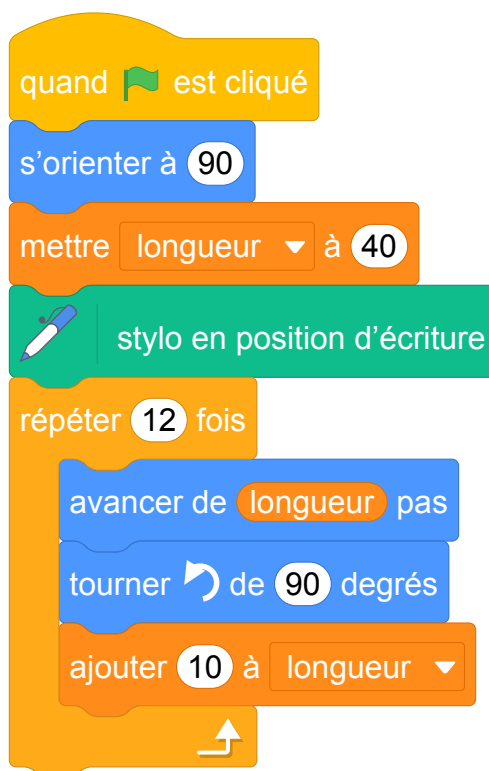 quand est cliqué
s’orienter à 90
mettre longueur à 40
stylo en position d’écriture
répéter 12 fois
avancer de longueur pas
tourner de 90 degrés
ajouter 10 à longueur